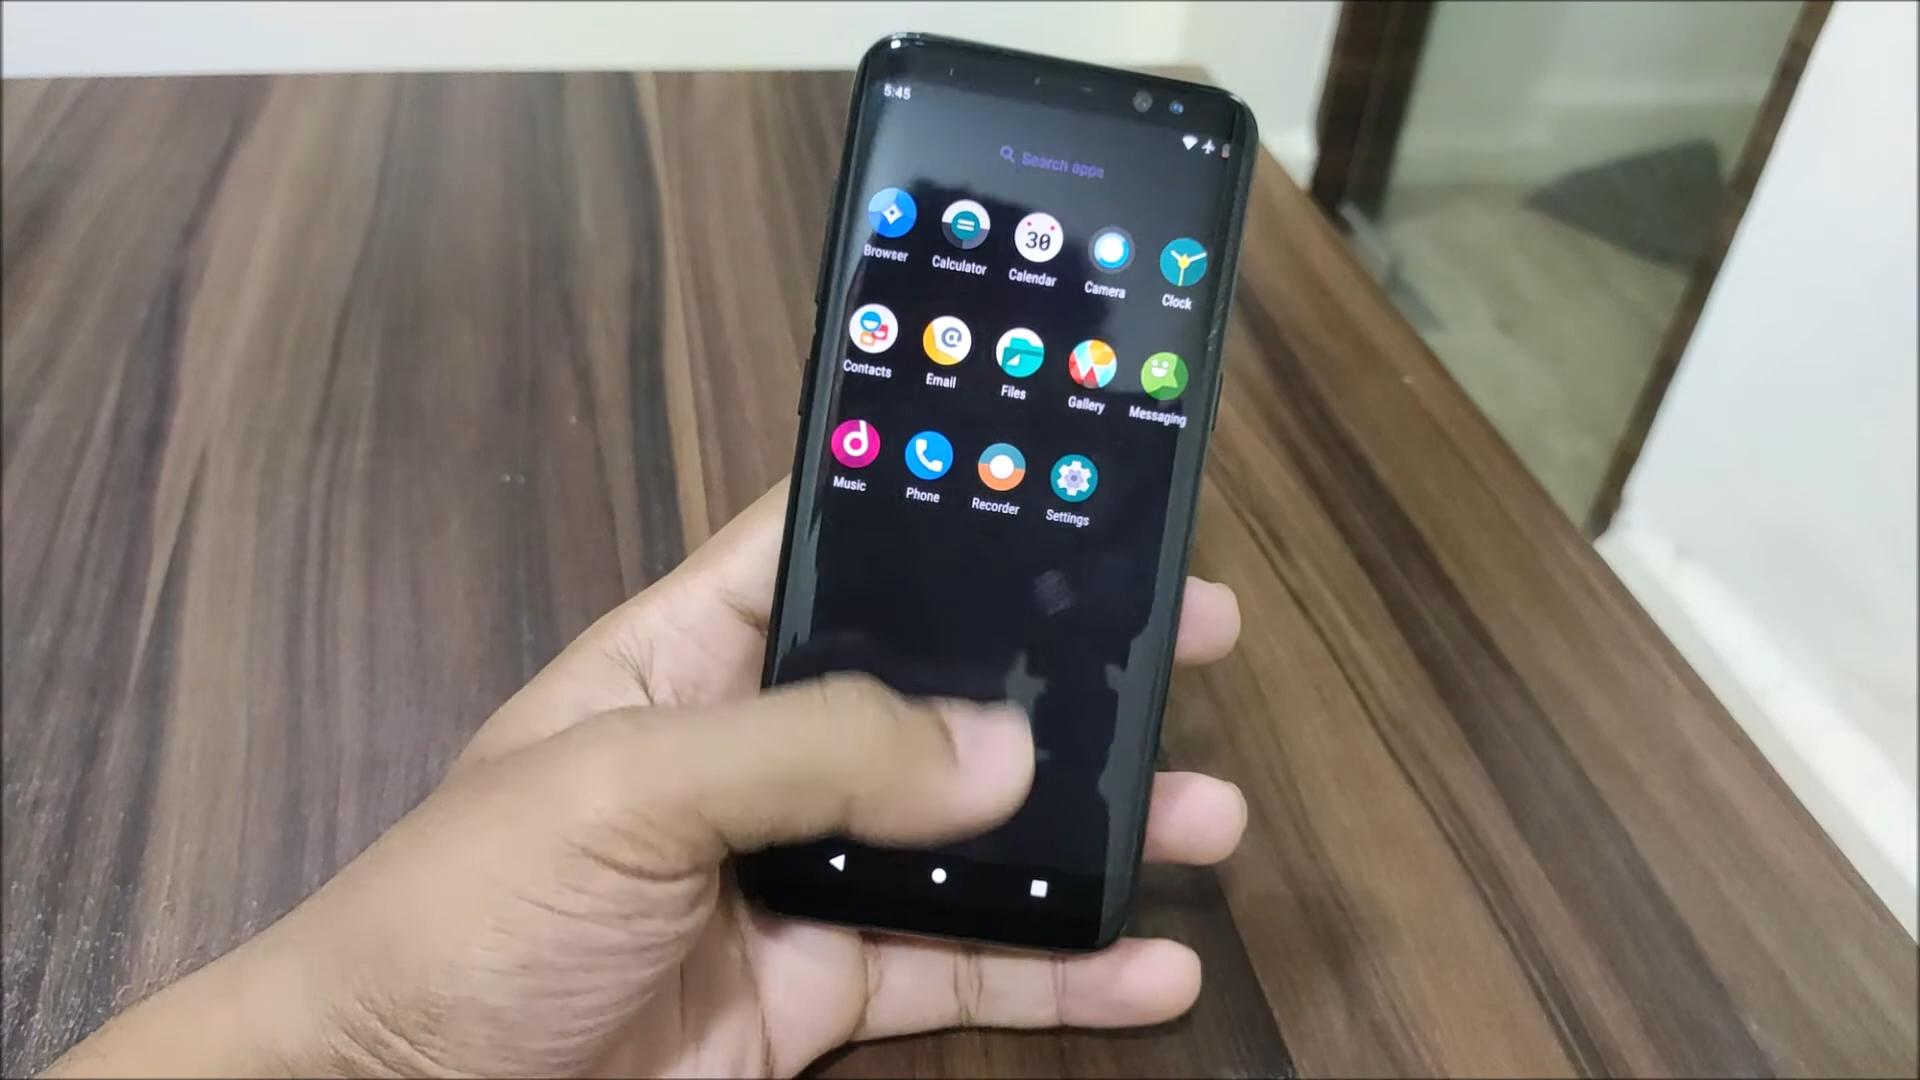 5:45
Search apps
Browser
Calculator
30
Calendar
Camera
Clock
Contacts
@
Email
Files
Gallery
Messaging
Music
Phone
Recorder
Settings